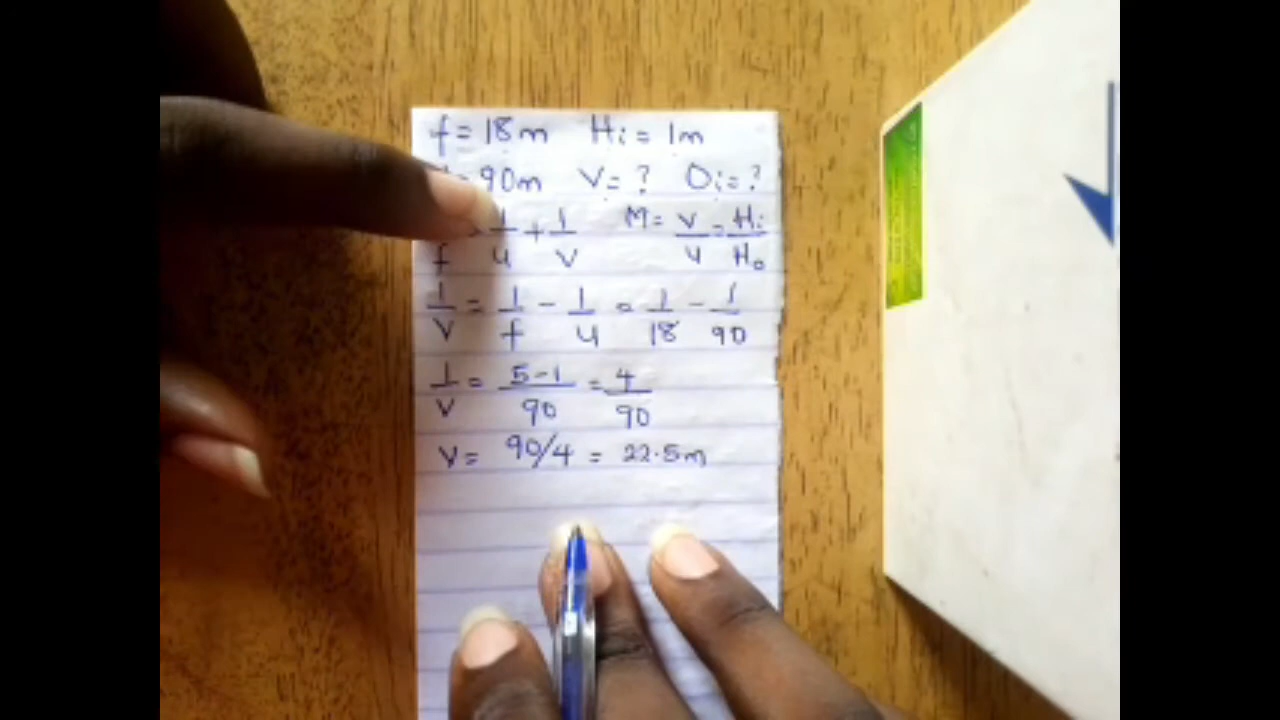 f = 18m Hi = 1m
= 90m V = ? Oi = ?
f = 1/u + 1/v M = v/u = Hi/Ho
1/v = 1/f - 1/u = 1/18 - 1/90
1/v = 5-1/90 = 4/90
V = 90/4 = 22.5m